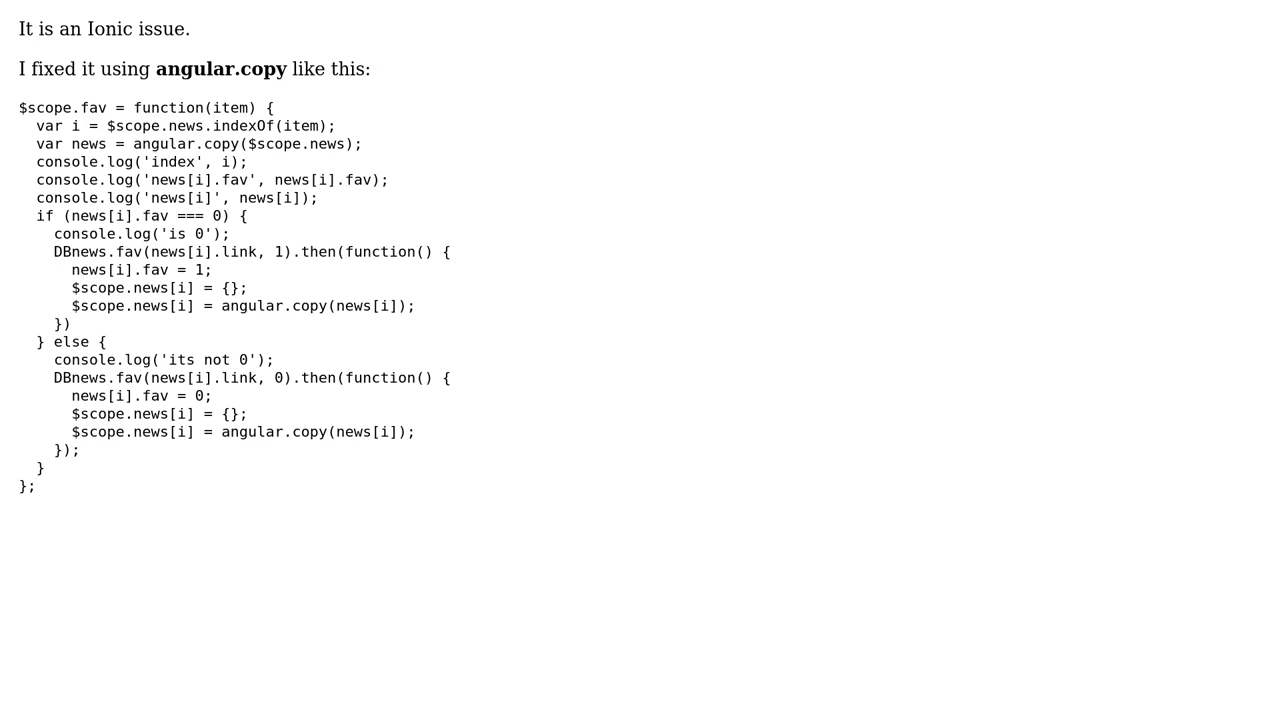 It is an Ionic issue.
I fixed it using angular.copy like this:
$scope.fav = function(item) {
  var i = $scope.news.indexOf(item);
  var news = angular.copy($scope.news);
  console.log('index', i);
  console.log('news[i].fav', news[i].fav);
  console.log('news[i]', news[i]);
  if (news[i].fav === 0) {
    console.log('is 0');
    DBnews.fav(news[i].link, 1).then(function() {
      news[i].fav = 1;
      $scope.news[i] = {};
      $scope.news[i] = angular.copy(news[i]);
    })
  } else {
    console.log('its not 0');
    DBnews.fav(news[i].link, 0).then(function() {
      news[i].fav = 0;
      $scope.news[i] = {};
      $scope.news[i] = angular.copy(news[i]);
    });
  }
};